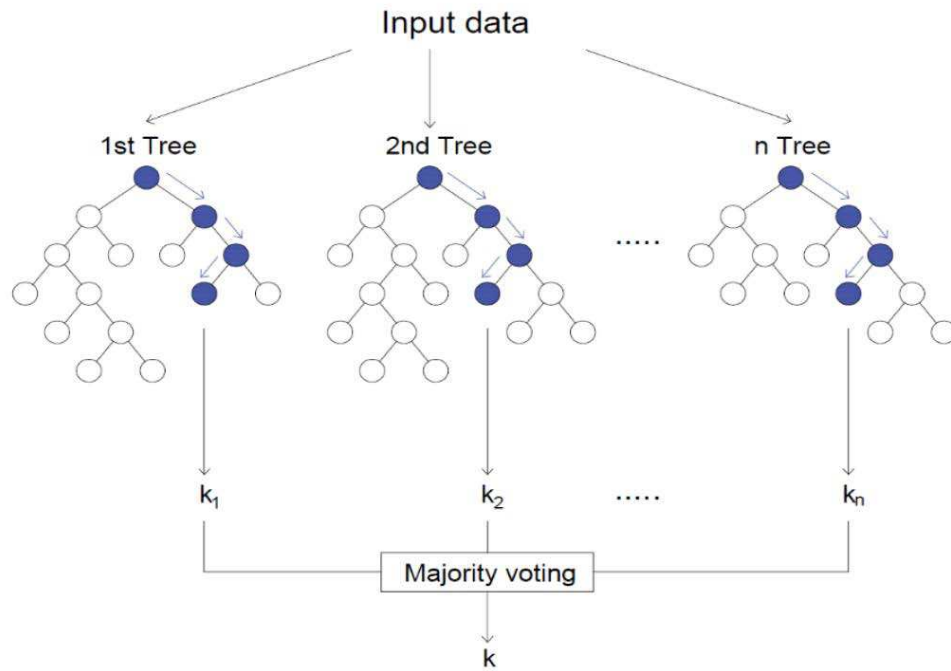 Input data
1st Tree
2nd Tree
n Tree
.....
k₁
k₂
.....
kₙ
Majority voting
k